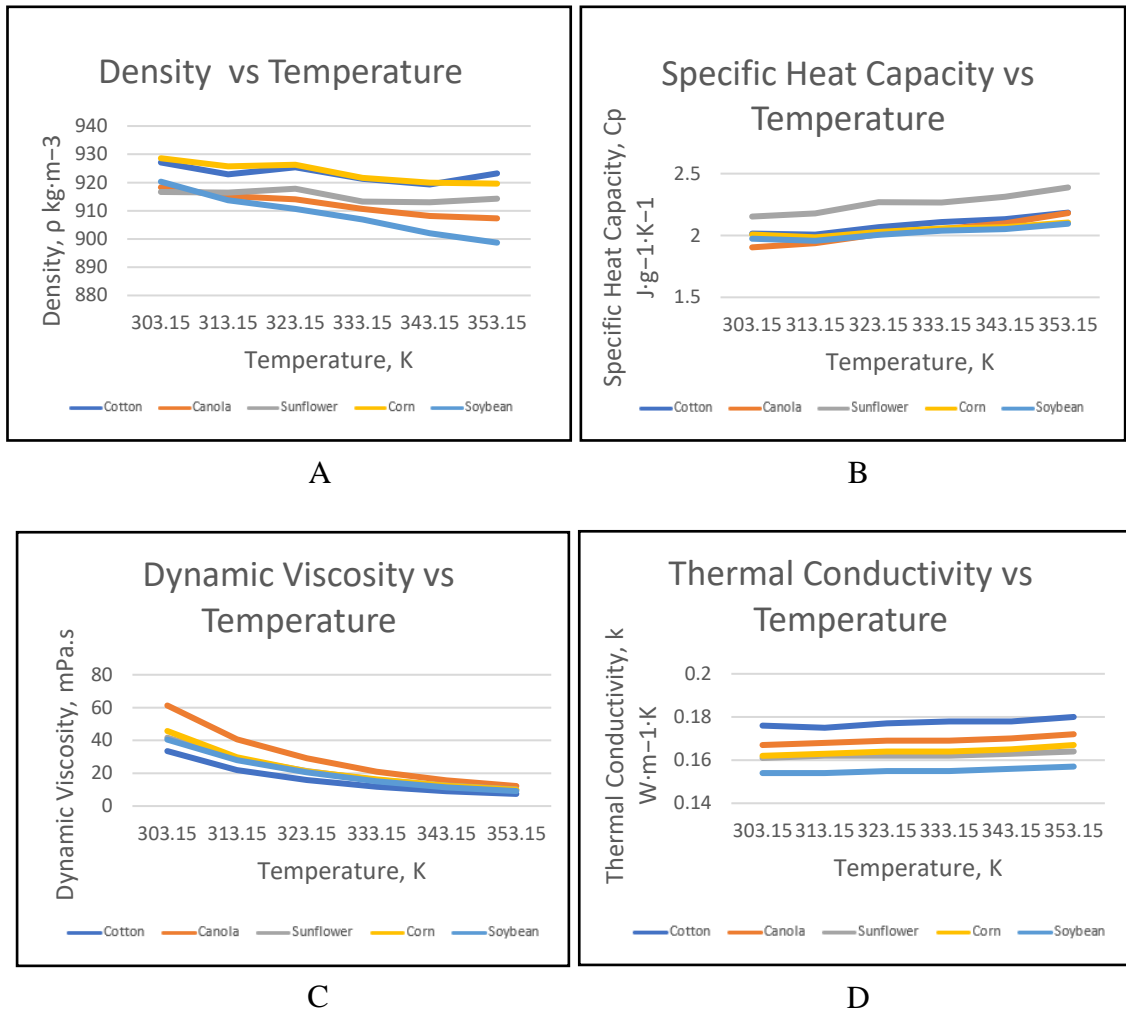 Density  vs Temperature
Density, ρ kg·m−3
940
930
920
910
900
890
880
303.15 313.15 323.15 333.15 343.15 353.15
Temperature, K
Cotton Canola Sunflower Corn Soybean
A
Specific Heat Capacity vs
Temperature
Specific Heat Capacity, Cp
J·g−1·K−1
2.5
2
1.5
303.15 313.15 323.15 333.15 343.15 353.15
Temperature, K
Cotton Canola Sunflower Corn Soybean
B
Dynamic Viscosity vs
Temperature
Dynamic Viscosity, mPa.s
80
60
40
20
0
303.15 313.15 323.15 333.15 343.15 353.15
Temperature, K
Cotton Canola Sunflower Corn Soybean
C
Thermal Conductivity vs
Temperature
Thermal Conductivity, k
W·m−1·K
0.2
0.18
0.16
0.14
303.15 313.15 323.15 333.15 343.15 353.15
Temperature, K
Cotton Canola Sunflower Corn Soybean
D